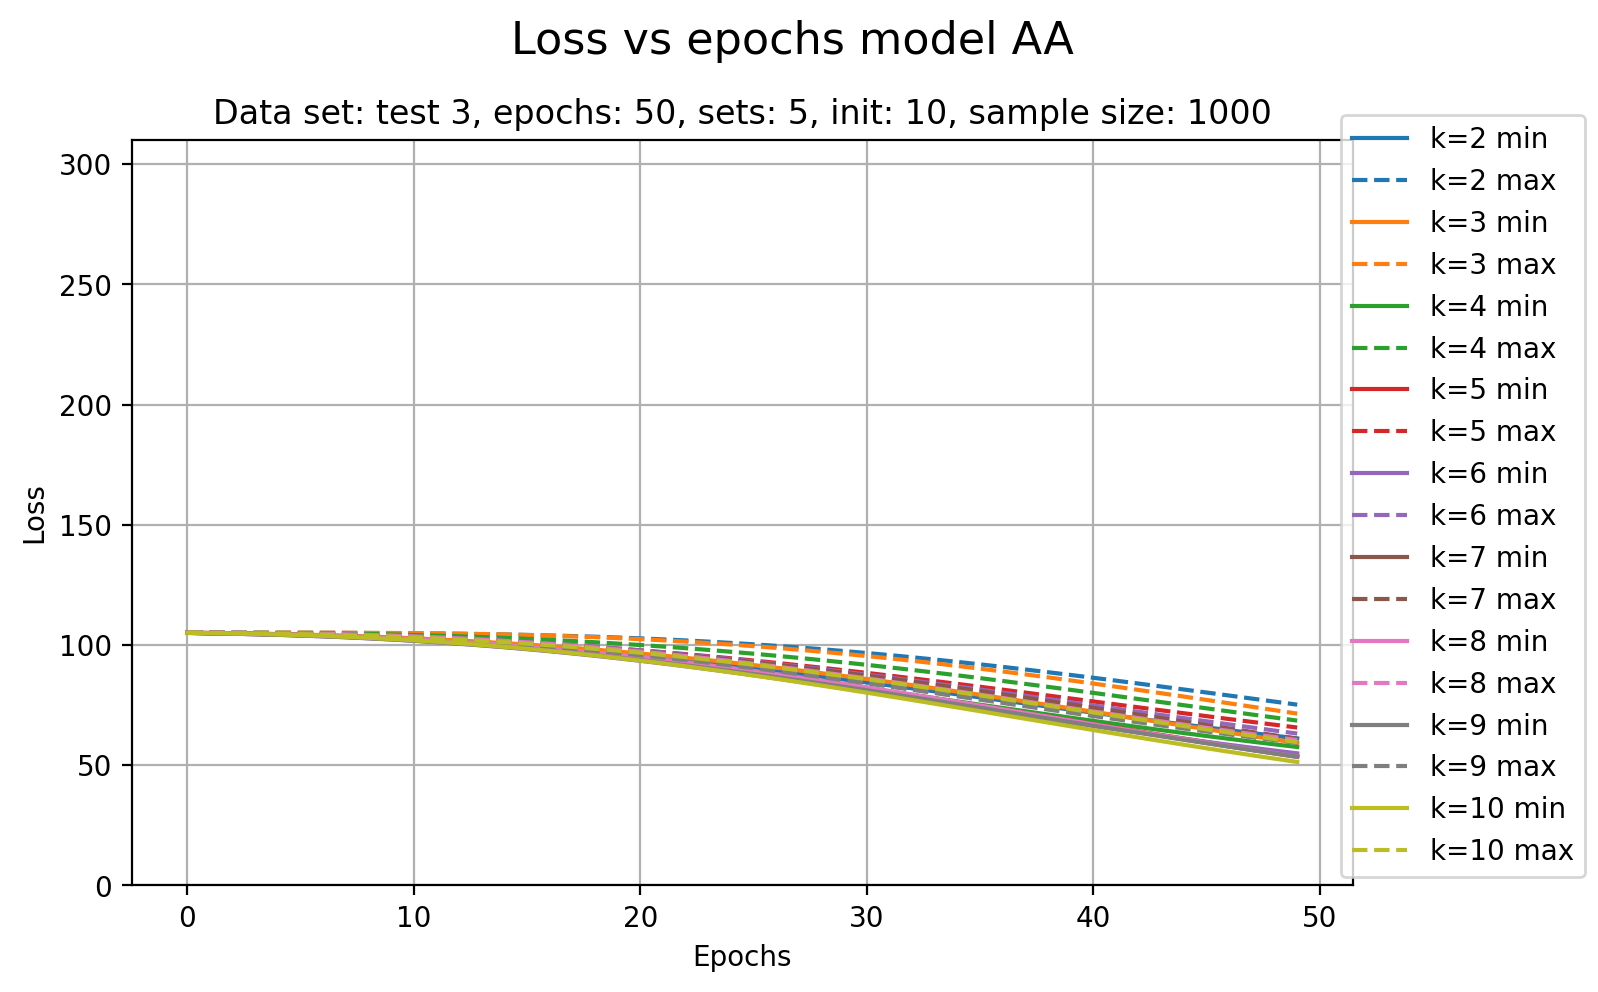 Loss vs epochs model AA
Data set: test 3, epochs: 50, sets: 5, init: 10, sample size: 1000
300
250
200
150
100
50
0
Loss
0
10
20
30
40
50
Epochs
k=2 min
k=2 max
k=3 min
k=3 max
k=4 min
k=4 max
k=5 min
k=5 max
k=6 min
k=6 max
k=7 min
k=7 max
k=8 min
k=8 max
k=9 min
k=9 max
k=10 min
k=10 max